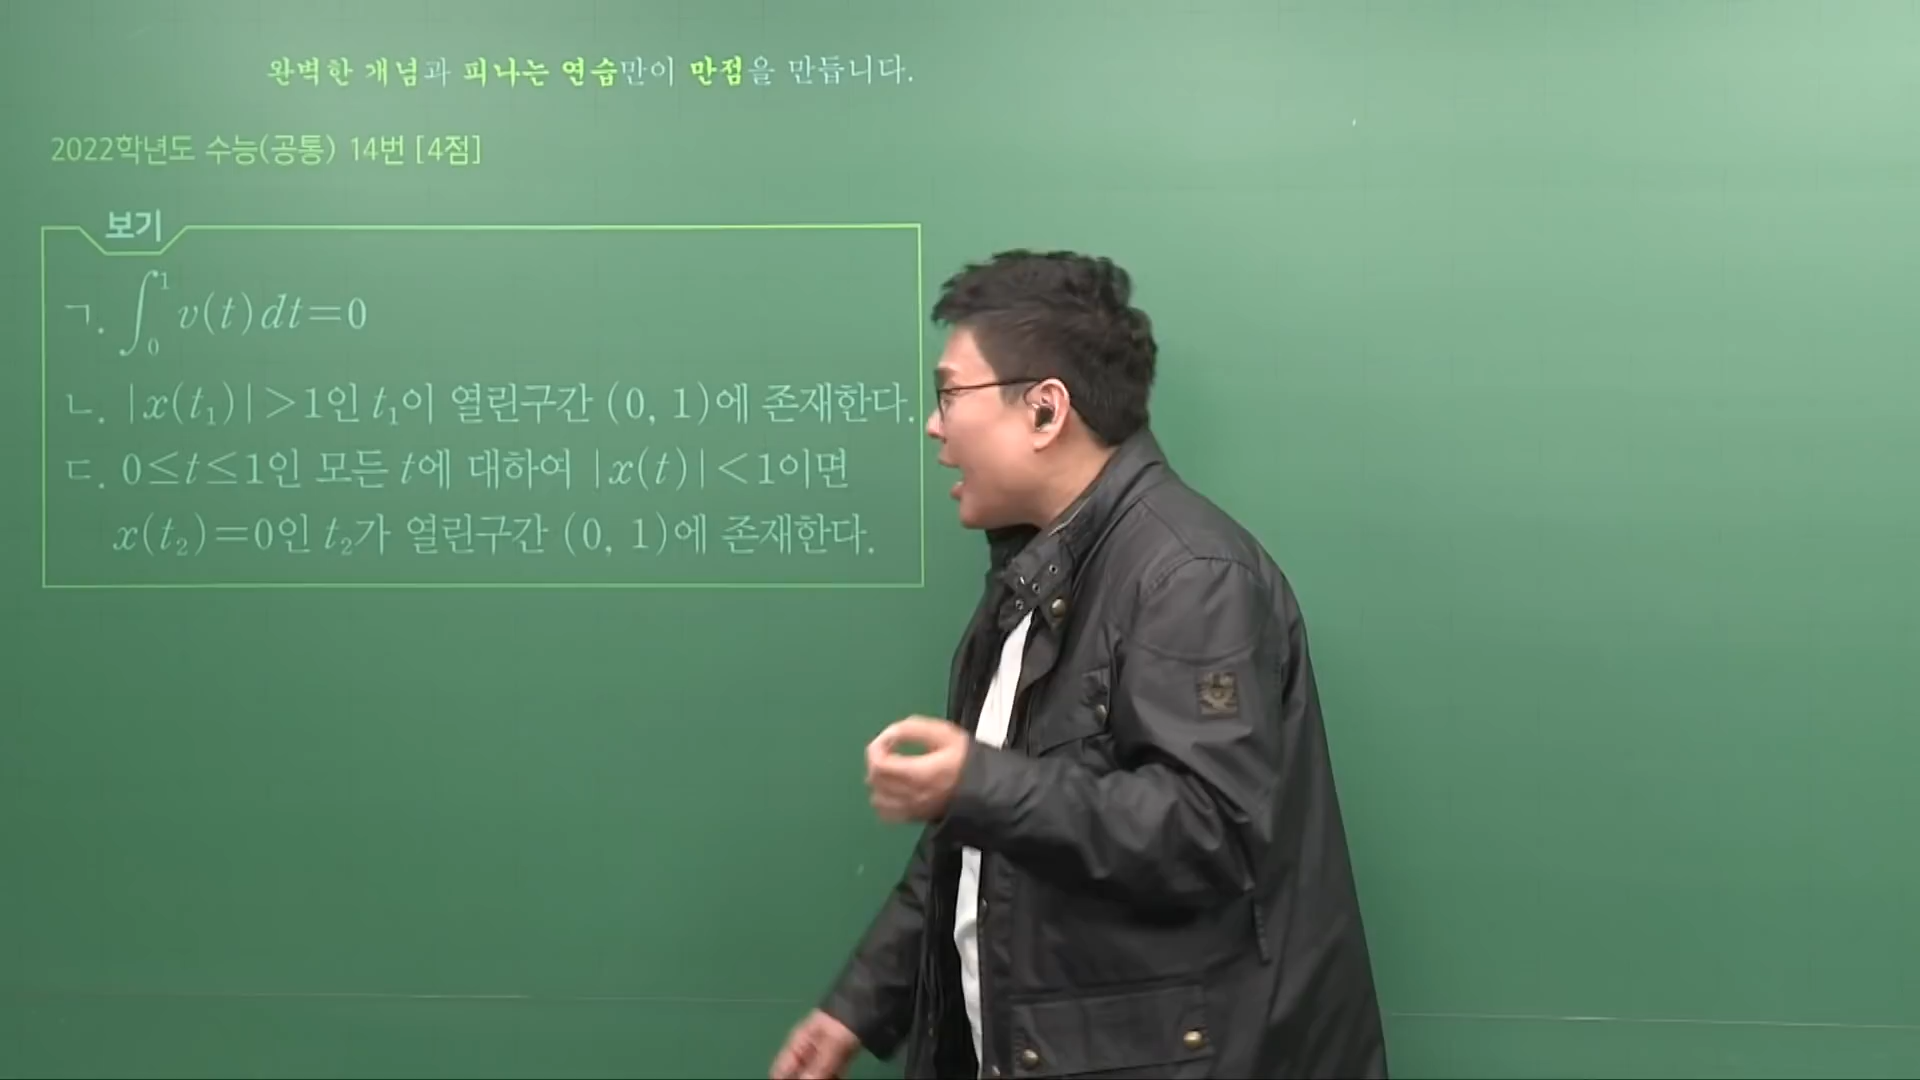 완벽한 개념과 피나는 연습만이 만점을 만듭니다.
2022학년도 수능(공통) 14번 [4점]
보기
ㄱ. ∫₀¹ v(t)dt=0
ㄴ. |x(t₁)|>1인 t₁이 열린구간 (0, 1)에 존재한다.
ㄷ. 0≤t≤1인 모든 t에 대하여 |x(t)|<1이면
x(t₂)=0인 t₂가 열린구간 (0, 1)에 존재한다.